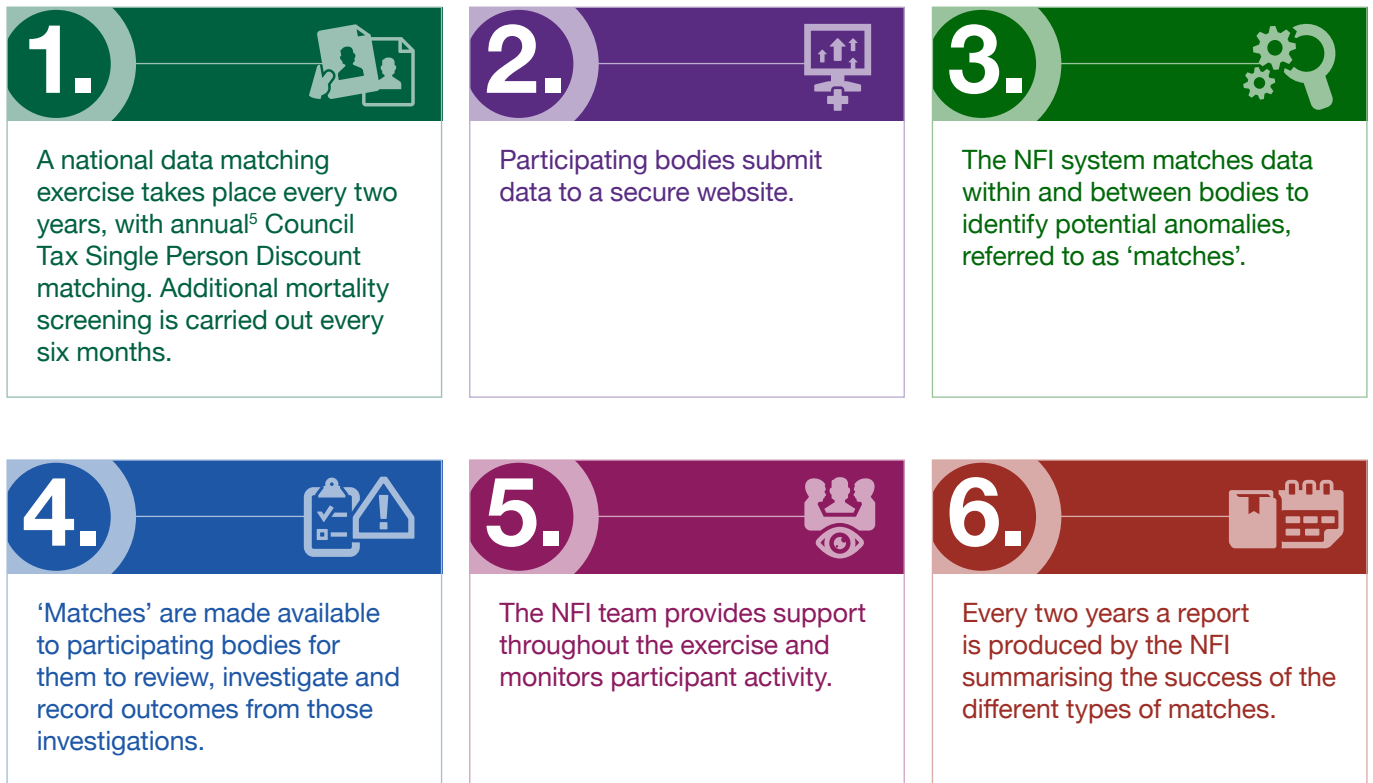 1.
A national data matching
exercise takes place every two
years, with annual⁵ Council
Tax Single Person Discount
matching. Additional mortality
screening is carried out every
six months.
2.
Participating bodies submit
data to a secure website.
3.
The NFI system matches data
within and between bodies to
identify potential anomalies,
referred to as ‘matches’.
4.
‘Matches’ are made available
to participating bodies for
them to review, investigate and
record outcomes from those
investigations.
5.
The NFI team provides support
throughout the exercise and
monitors participant activity.
6.
Every two years a report
is produced by the NFI
summarising the success of the
different types of matches.